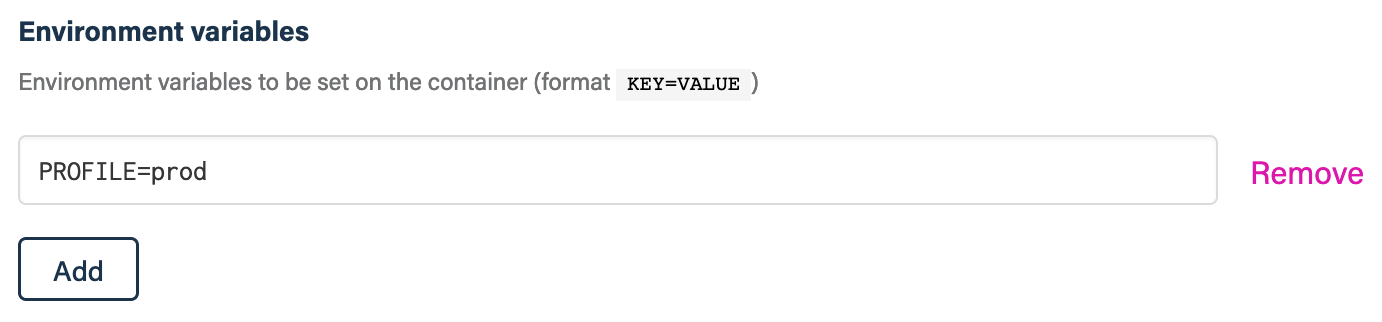 Environment variables
Environment variables to be set on the container (format KEY=VALUE )
PROFILE=prod
Remove
Add